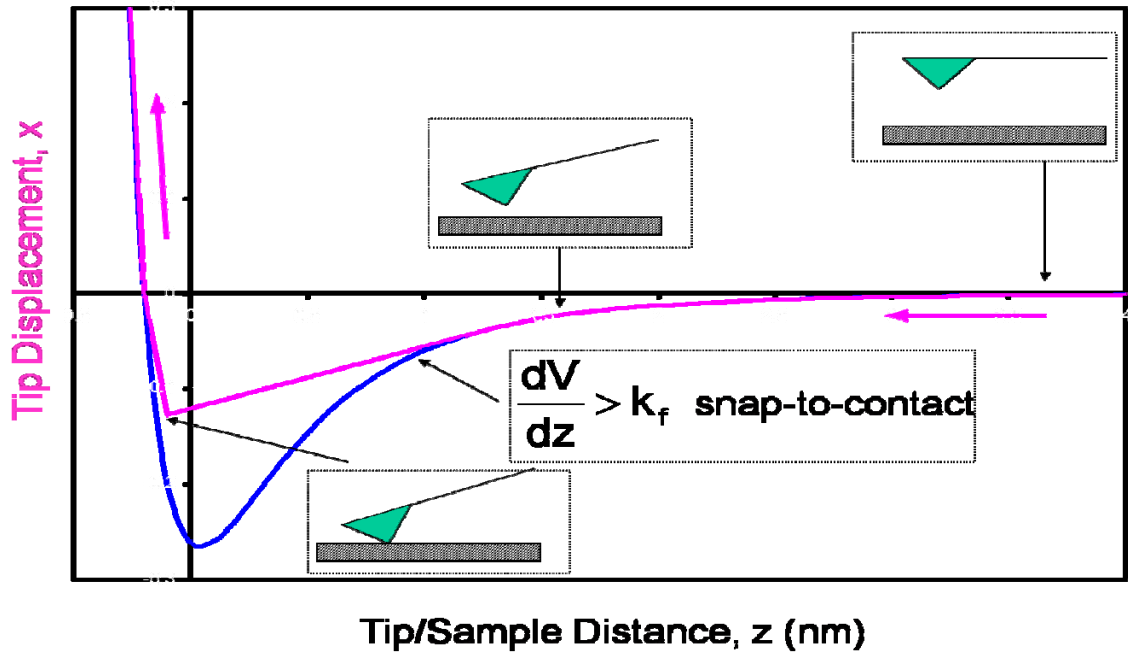 Tip Displacement, x
dV
dz
> k_f snap-to-contact
Tip/Sample Distance, z (nm)